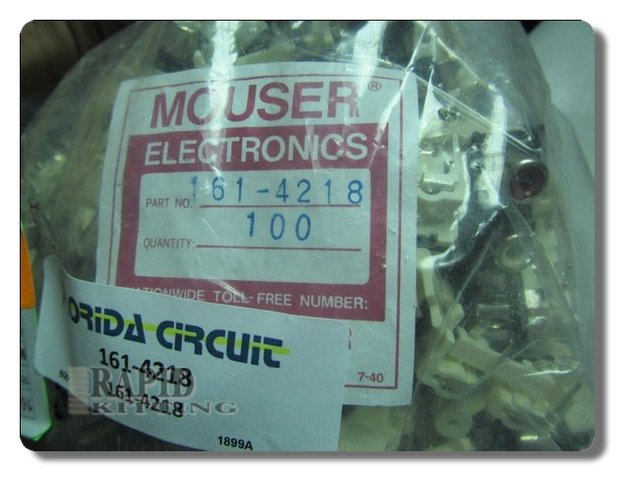 MOUSER ®
ELECTRONICS
PART NO. 161-4218
QUANTITY: 100
NATIONWIDE TOLL-FREE NUMBER:
7-40
ORIDA CIRCUIT
161-4218
161-4218
RAPID
KITTING
1899A